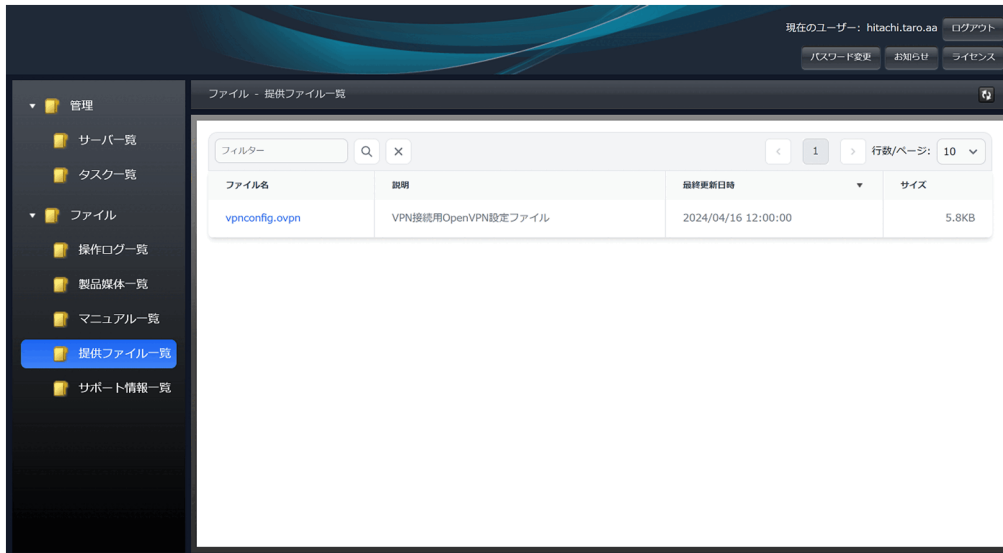 現在のユーザー: hitachi.taro.aa ログアウト
パスワード変更 お知らせ ライセンス
管理
サーバ一覧
タスク一覧
ファイル
操作ログ一覧
製品媒体一覧
マニュアル一覧
提供ファイル一覧
サポート情報一覧
ファイル - 提供ファイル一覧
フィルター 1 行数/ページ: 10
ファイル名 説明 最終更新日時 サイズ
vpnconfig.ovpn VPN接続用OpenVPN設定ファイル 2024/04/16 12:00:00 5.8KB